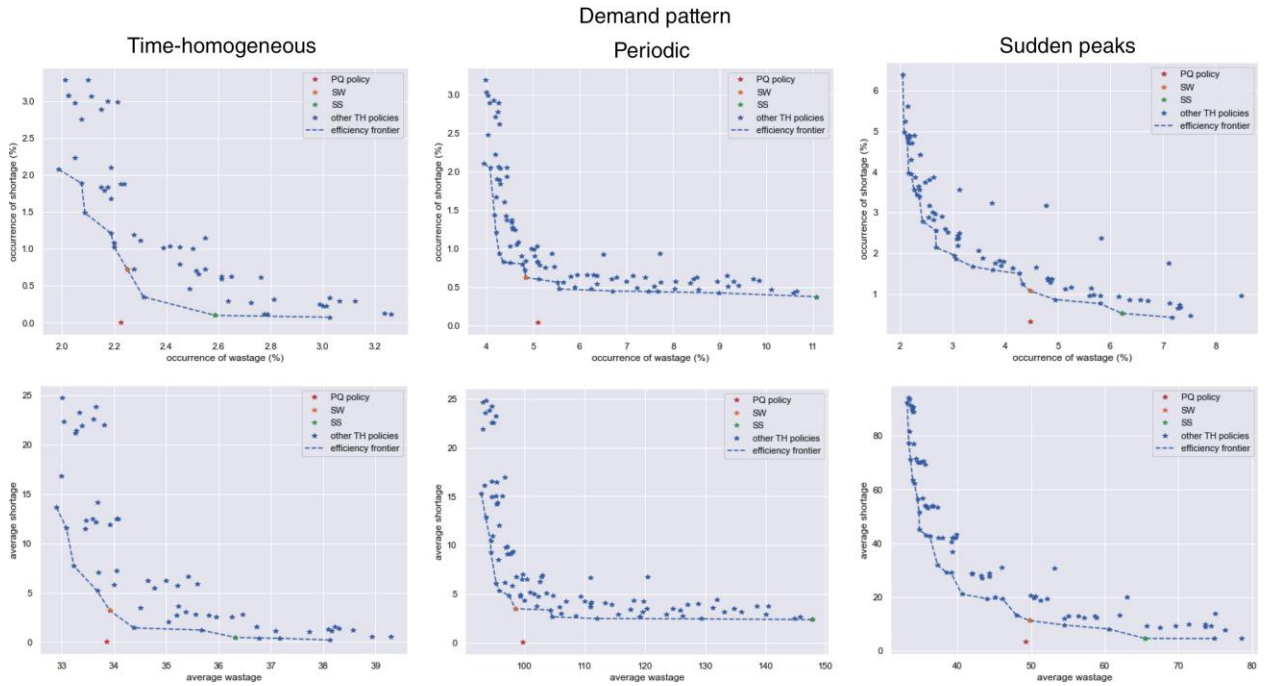 Demand pattern
Time-homogeneous
Periodic
Sudden peaks
PQ policy
SW
SS
other TH policies
efficiency frontier
occurrence of shortage (%)
3.0
2.5
2.0
1.5
1.0
0.5
0.0
2.0 2.2 2.4 2.6 2.8 3.0 3.2
occurrence of wastage (%)
PQ policy
SW
SS
other TH policies
efficiency frontier
occurrence of shortage (%)
3.0
2.5
2.0
1.5
1.0
0.5
0.0
4 5 6 7 8 9 10 11
occurrence of wastage (%)
PQ policy
SW
SS
other TH policies
efficiency frontier
occurrence of shortage (%)
6
5
4
3
2
1
2 3 4 5 6 7 8
occurrence of wastage (%)
PQ policy
SW
SS
other TH policies
efficiency frontier
average shortage
25
20
15
10
5
0
33 34 35 36 37 38 39
average wastage
PQ policy
SW
SS
other TH policies
efficiency frontier
average shortage
25
20
15
10
5
0
100 110 120 130 140 150
average wastage
PQ policy
SW
SS
other TH policies
efficiency frontier
average shortage
80
60
40
20
0
40 50 60 70 80
average wastage